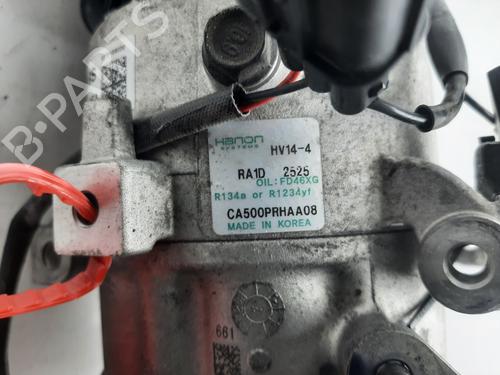 B-PARTS
Hanon
SYSTEMS
HV14-4
RA1D 2525
OIL:FD46XG
R134a or R1234yf
CA500PRHAA08
MADE IN KOREA
661